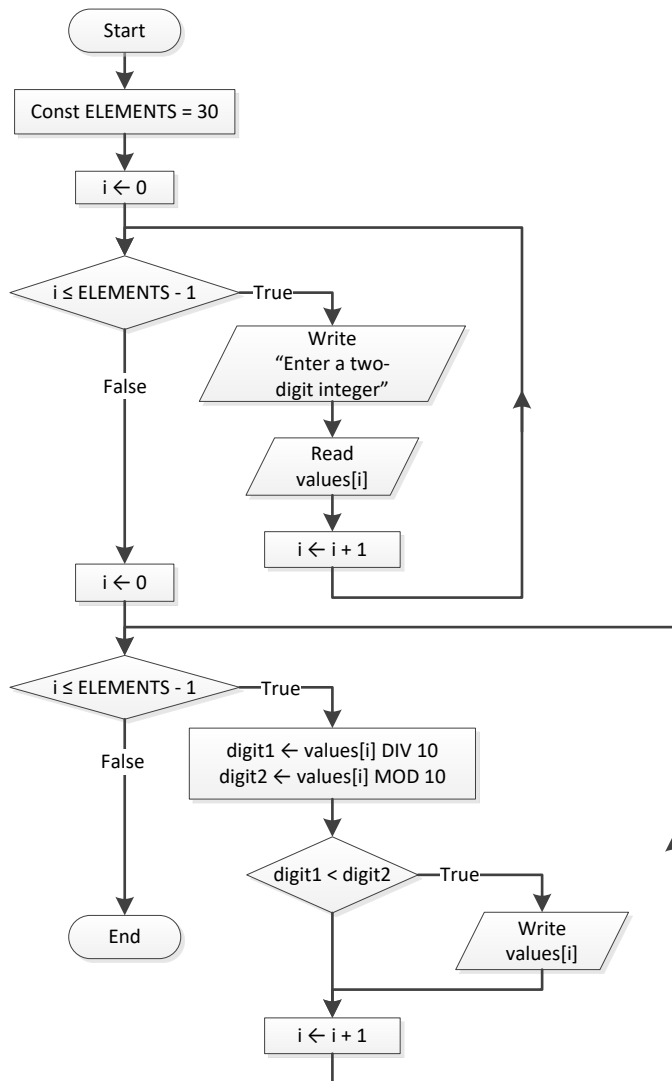 Start
Const ELEMENTS = 30
i ← 0
i ≤ ELEMENTS - 1
True
Write
“Enter a two-
digit integer”
False
Read
values[i]
i ← i + 1
i ← 0
i ≤ ELEMENTS - 1
True
digit1 ← values[i] DIV 10
digit2 ← values[i] MOD 10
False
digit1 < digit2
True
End
Write
values[i]
i ← i + 1